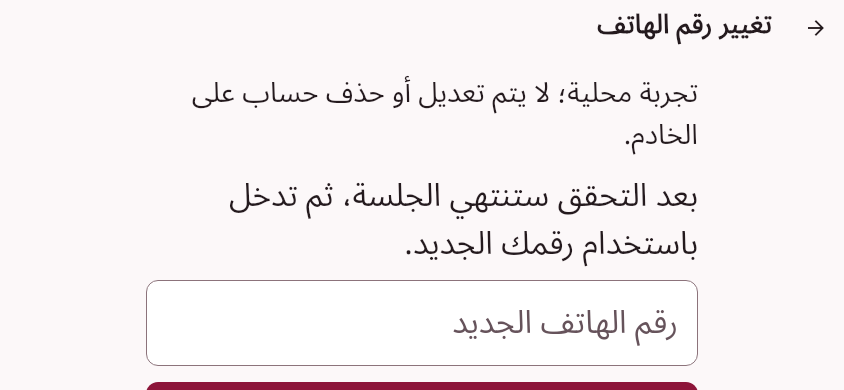 تغيير رقم الهاتف
تجربة محلية؛ لا يتم تعديل أو حذف حساب على
الخادم.
بعد التحقق ستنتهي الجلسة، ثم تدخل
باستخدام رقمك الجديد.
رقم الهاتف الجديد